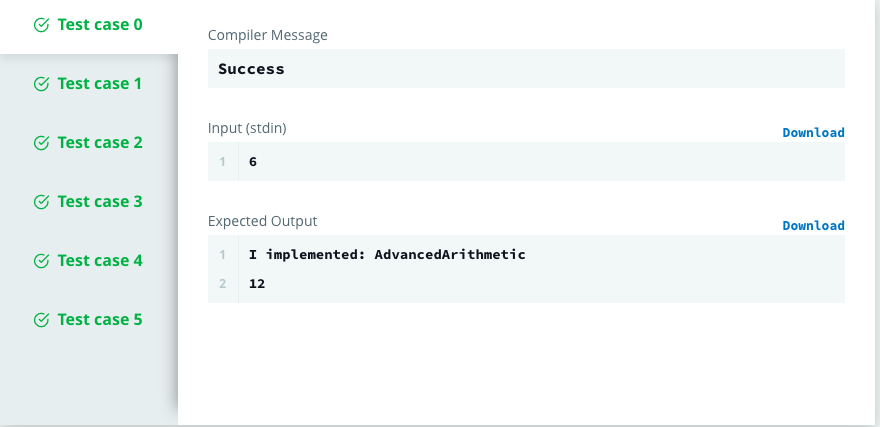 Test case 0
Test case 1
Test case 2
Test case 3
Test case 4
Test case 5
Compiler Message
Success
Input (stdin)
Download
1 6
Expected Output
Download
1 I implemented: AdvancedArithmetic
2 12